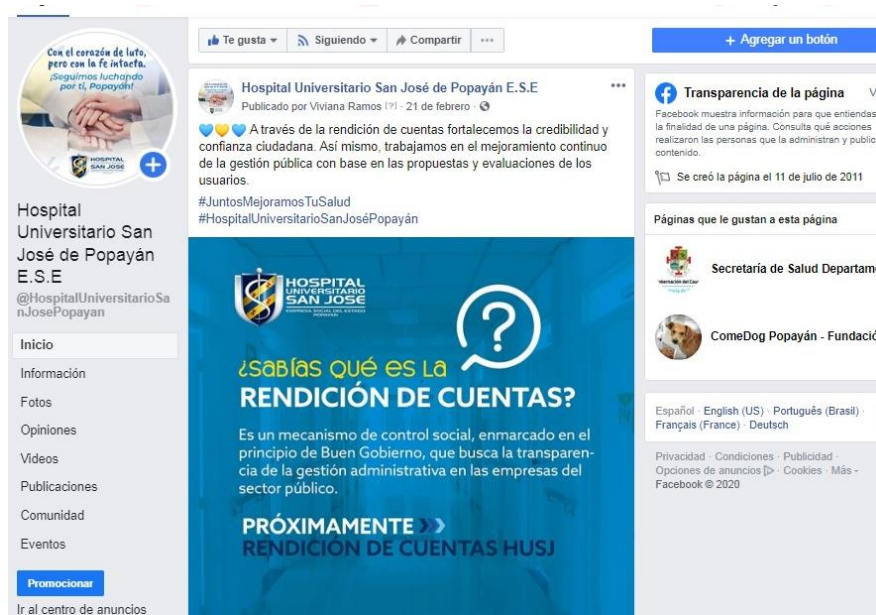 Con el corazón de luto,
pero con la fe intacta.
¡Seguimos luchando
por ti, Popayán!
HOSPITAL
SAN JOSE
Hospital
Universitario San
José de Popayán
E.S.E
@HospitalUniversitarioSa
nJosePopayan
Inicio
Información
Fotos
Opiniones
Videos
Publicaciones
Comunidad
Eventos
Promocionar
Ir al centro de anuncios
Te gusta
Siguiendo
Compartir
Hospital Universitario San José de Popayán E.S.E
Publicado por Viviana Ramos [?] · 21 de febrero ·
💙💛💙 A través de la rendición de cuentas fortalecemos la credibilidad y
confianza ciudadana. Así mismo, trabajamos en el mejoramiento continuo
de la gestión pública con base en las propuestas y evaluaciones de los
usuarios.
#JuntosMejoramosTuSalud
#HospitalUniversitarioSanJoséPopayán
HOSPITAL
UNIVERSITARIO
SAN JOSE
EMPRESA SOCIAL DEL ESTADO
POPAYAN
¿SabÍas QUÉ es La
RENDICIÓN DE CUENTAS?
Es un mecanismo de control social, enmarcado en el
principio de Buen Gobierno, que busca la transparen-
cia de la gestión administrativa en las empresas del
sector público.
PRÓXIMAMENTE
RENDICIÓN DE CUENTAS HUSJ
+ Agregar un botón
Transparencia de la página
Facebook muestra información para que entiendas
la finalidad de una página. Consulta qué acciones
realizaron las personas que la administran y public
contenido.
Se creó la página el 11 de julio de 2011
Páginas que le gustan a esta página
Secretaría de Salud Departam
ComeDog Popayán - Fundació
Español · English (US) · Português (Brasil) ·
Français (France) · Deutsch
Privacidad · Condiciones · Publicidad ·
Opciones de anuncios · Cookies · Más -
Facebook © 2020